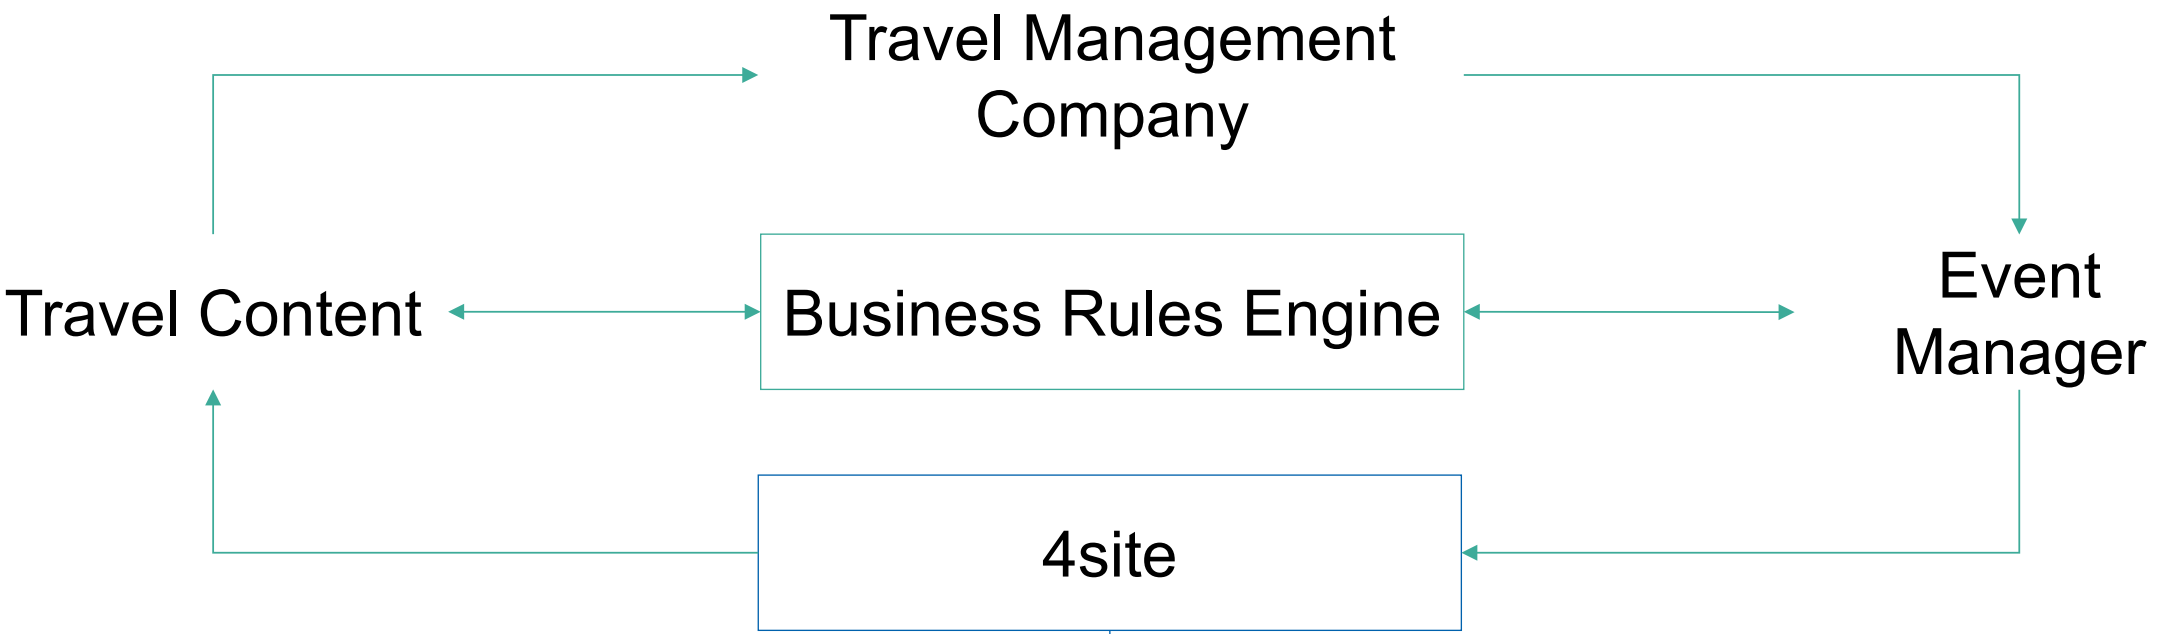 Travel Management
Company
Travel Content
Business Rules Engine
Event
Manager
4site